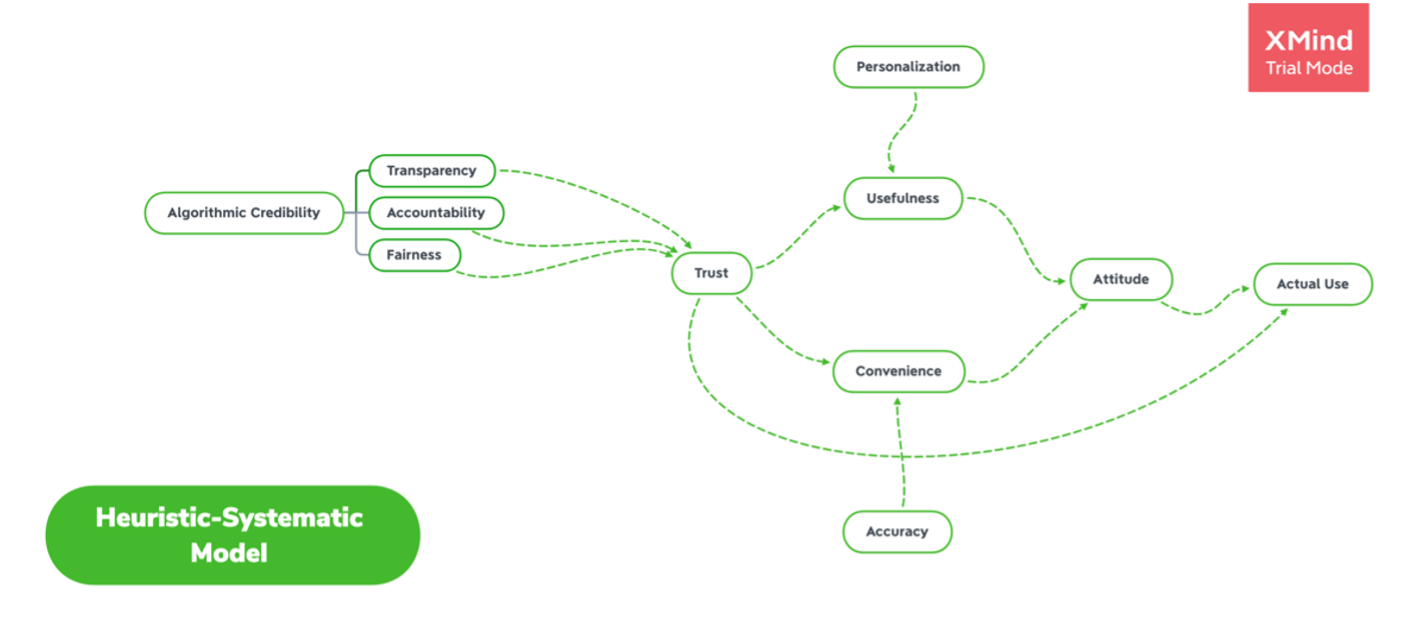 XMind
Trial Mode
Personalization
Transparency
Usefulness
Algorithmic Credibility
Accountability
Fairness
Trust
Attitude
Actual Use
Convenience
Heuristic-Systematic
Model
Accuracy